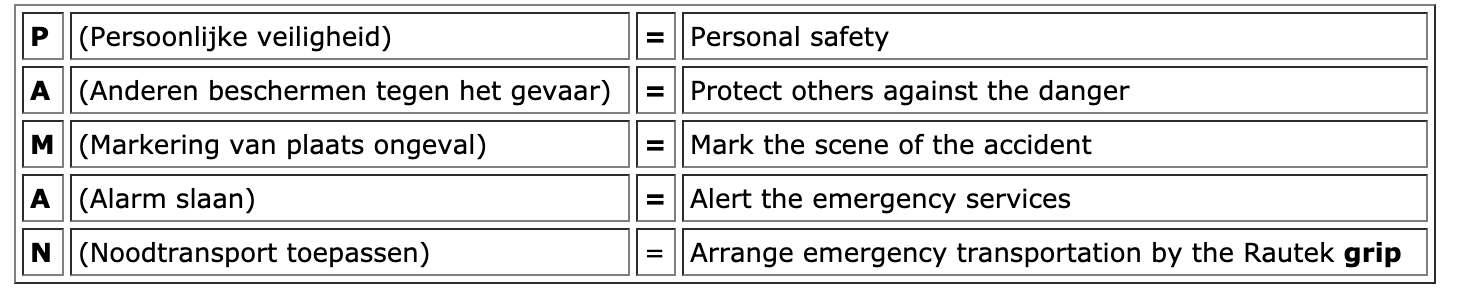 P (Persoonlijke veiligheid) = Personal safety
A (Anderen beschermen tegen het gevaar) = Protect others against the danger
M (Markering van plaats ongeval) = Mark the scene of the accident
A (Alarm slaan) = Alert the emergency services
N (Noodtransport toepassen) = Arrange emergency transportation by the Rautek grip